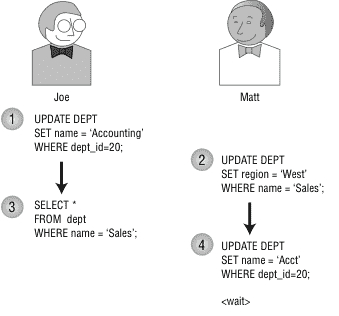 Joe
Matt
1
UPDATE DEPT
SET name = ‘Accounting’
WHERE dept_id=20;
2
UPDATE DEPT
SET region = ‘West’
WHERE name = ‘Sales’;
3
SELECT *
FROM dept
WHERE name = ‘Sales’;
4
UPDATE DEPT
SET name = ‘Acct’
WHERE dept_id=20;
<wait>